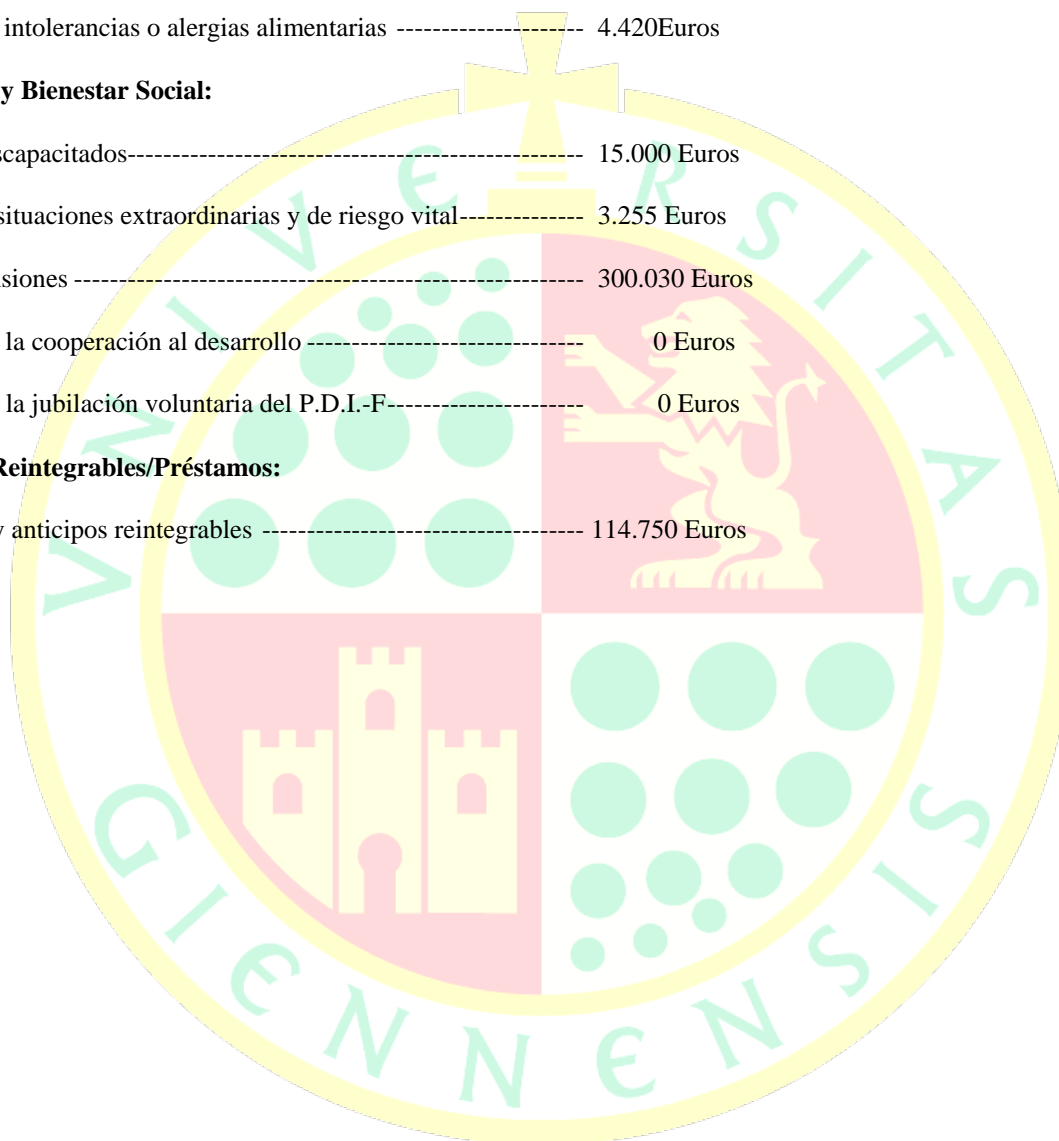 intolerancias o alergias alimentarias --------------------- 4.420Euros
y Bienestar Social:
scapacitados--------------------------------------------------- 15.000 Euros
situaciones extraordinarias y de riesgo vital-------------- 3.255 Euros
siones --------------------------------------------------------- 300.030 Euros
la cooperación al desarrollo ------------------------------- 0 Euros
la jubilación voluntaria del P.D.I.-F---------------------- 0 Euros
Reintegrables/Préstamos:
y anticipos reintegrables ------------------------------------ 114.750 Euros
VNIVERSITAS GIENNENSIS